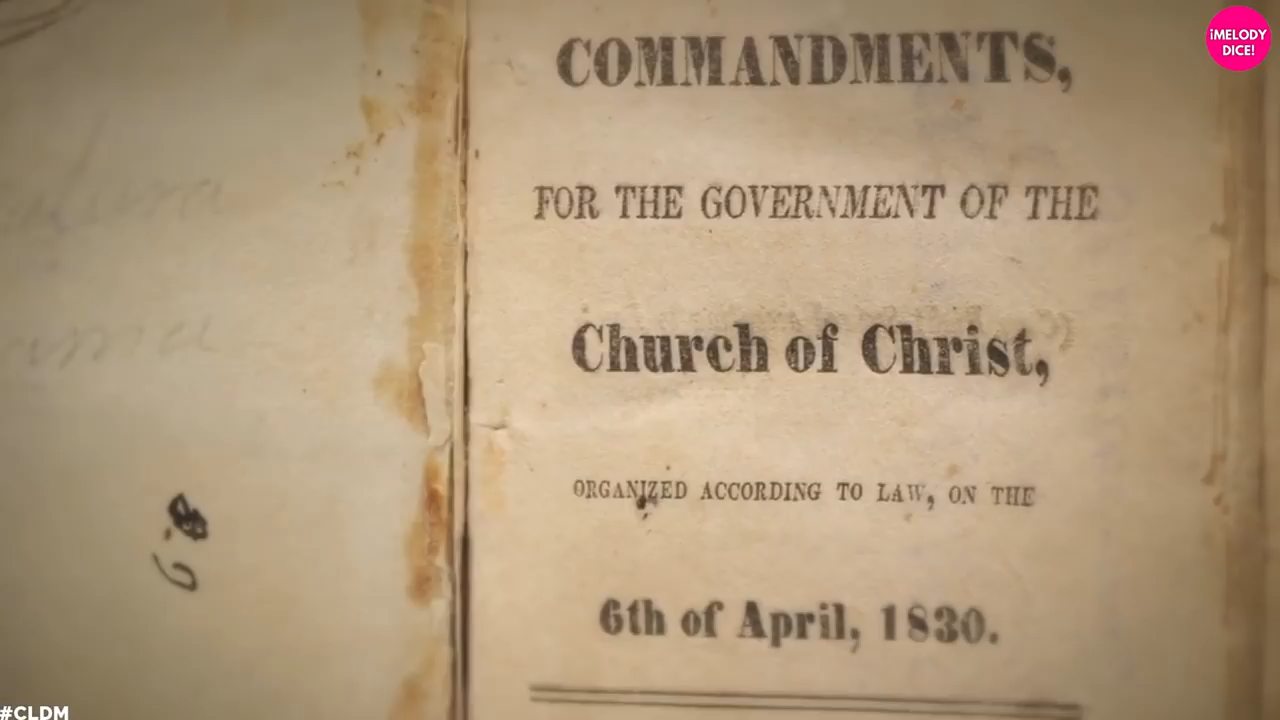 ¡MELODY
DICE!
COMMANDMENTS,
FOR THE GOVERNMENT OF THE
Church of Christ,
ORGANIZED ACCORDING TO LAW, ON THE
6th of April, 1830.
#CLDM